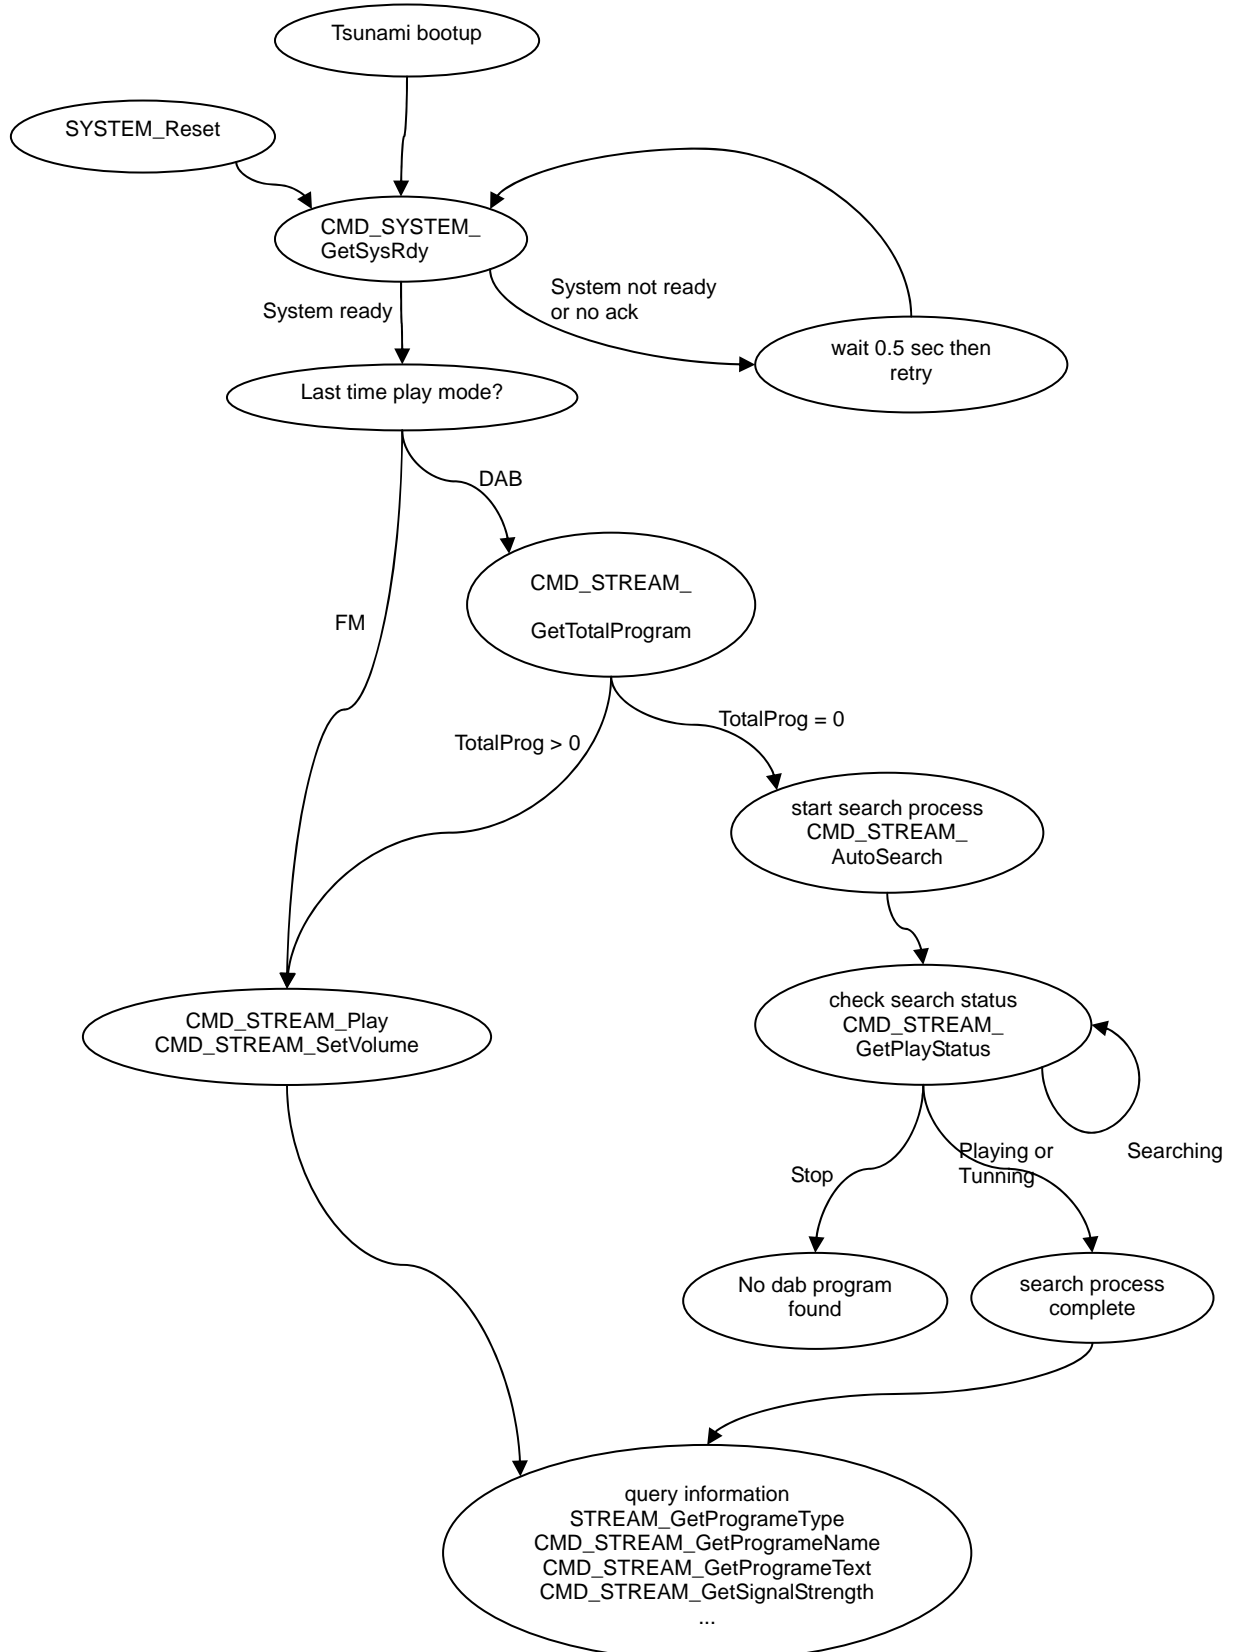 Tsunami bootup
SYSTEM_Reset
CMD_SYSTEM_
GetSysRdy
System ready
System not ready
or no ack
wait 0.5 sec then
retry
Last time play mode?
DAB
CMD_STREAM_
GetTotalProgram
FM
TotalProg > 0
TotalProg = 0
start search process
CMD_STREAM_
AutoSearch
check search status
CMD_STREAM_
GetPlayStatus
CMD_STREAM_Play
CMD_STREAM_SetVolume
Stop
Playing or
Tunning
Searching
No dab program
found
search process
complete
query information
STREAM_GetProgrameType
CMD_STREAM_GetProgrameName
CMD_STREAM_GetProgrameText
CMD_STREAM_GetSignalStrength
...